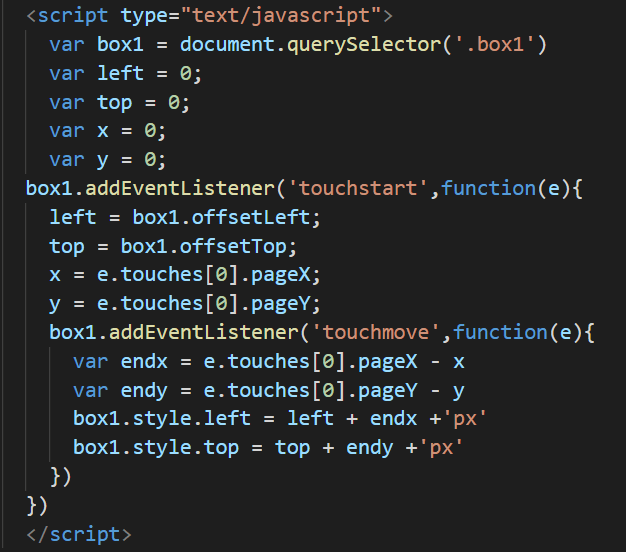 <script type="text/javascript">
var box1 = document.querySelector('.box1')
var left = 0;
var top = 0;
var x = 0;
var y = 0;
box1.addEventListener('touchstart',function(e){
left = box1.offsetLeft;
top = box1.offsetTop;
x = e.touches[0].pageX;
y = e.touches[0].pageY;
box1.addEventListener('touchmove',function(e){
var endx = e.touches[0].pageX - x
var endy = e.touches[0].pageY - y
box1.style.left = left + endx +'px'
box1.style.top = top + endy +'px'
})
})
</script>